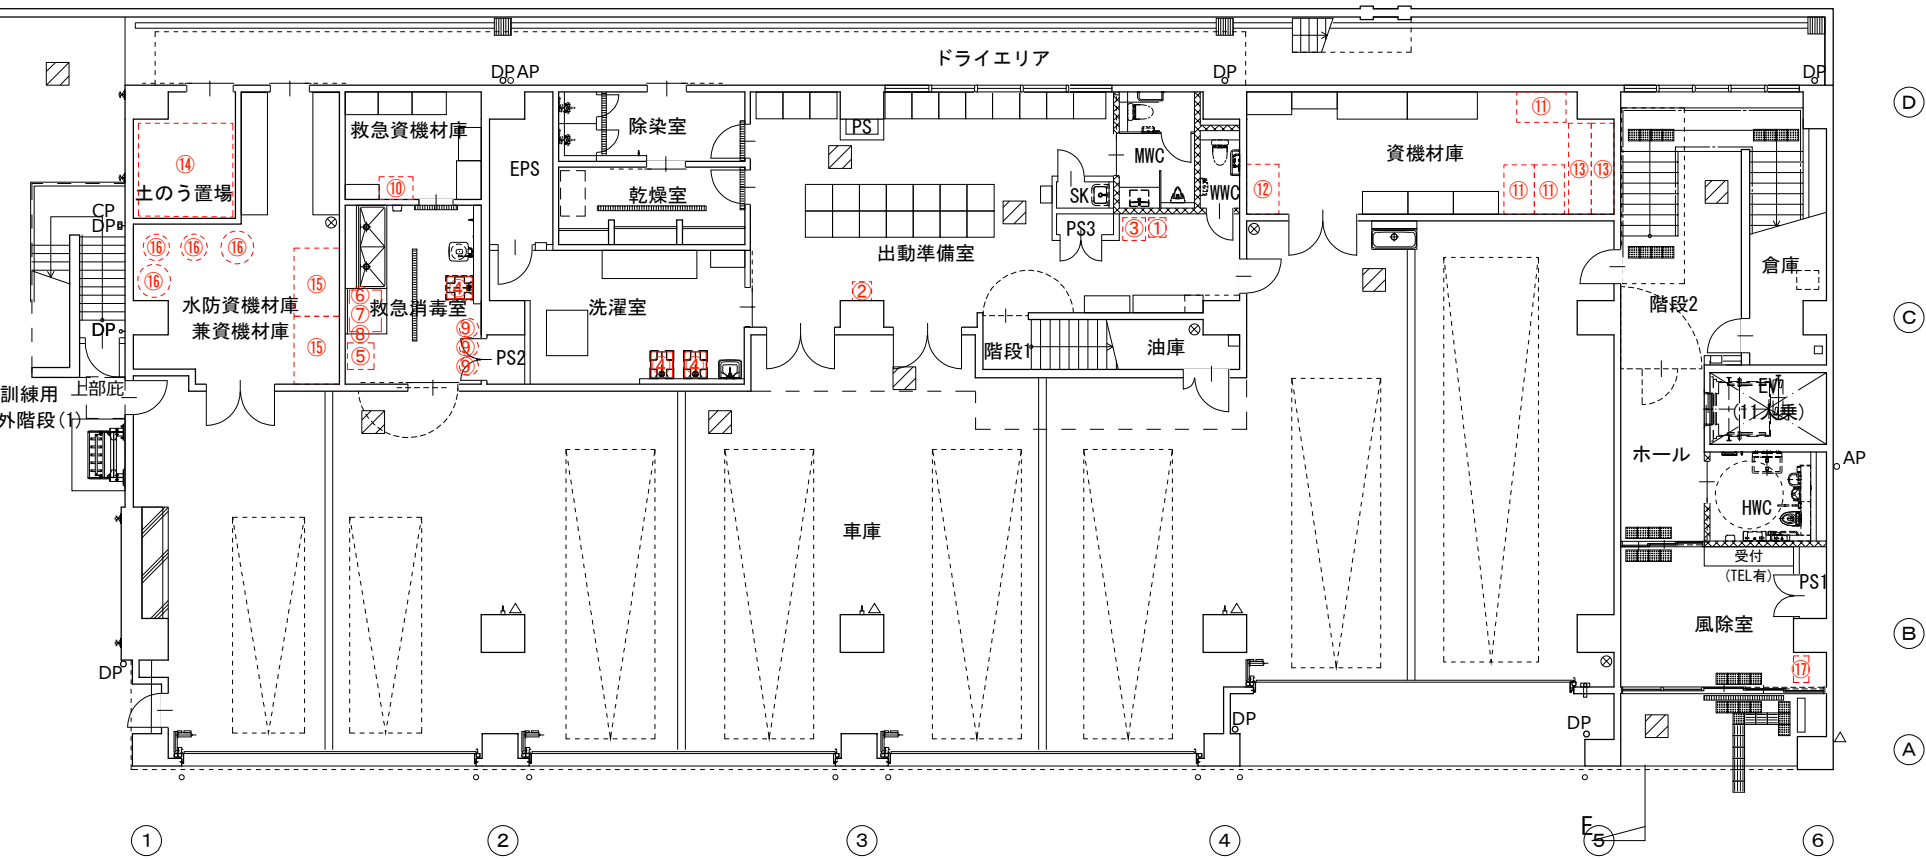 ドライエリア
DP AP
DP
DP
D
救急資機材庫
除染室
PS
EPS
MWC
WWC
資機材庫
⑪
⑭
土のう置場
⑩
乾燥室
SK
⑫
⑪
⑪
⑬
⑬
CP
DP
⑯
⑯
⑯
⑯
PS3
③
①
出動準備室
倉庫
⑮
水防資機材庫
兼資機材庫
⑮
④
⑥
⑦
救急消毒室
⑧
⑤
⑨
⑨
⑨
PS2
洗濯室
②
階段2
C
DP
階段1
油庫
④
④
訓練用
外階段(1)
上部庇
EV
(11人乗)
ホール
AP
HWC
車庫
受付
(TEL有)
PS1
風除室
B
⑰
DP
DP
DP
A
E
1
2
3
4
5
6